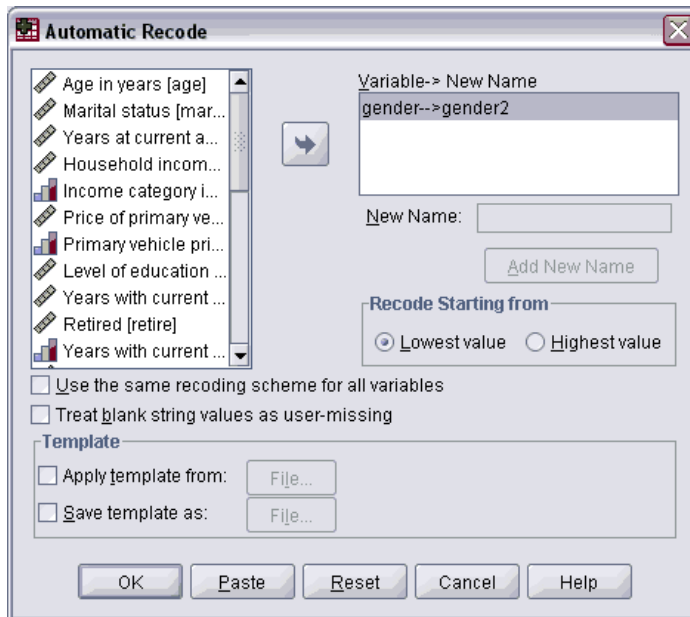 Automatic Recode
Age in years [age]
Marital status [mar...
Years at current a...
Household incom...
Income category i...
Price of primary ve...
Primary vehicle pri...
Level of education ...
Years with current ...
Retired [retire]
Years with current ...
Variable-> New Name
gender-->gender2
New Name:
Add New Name
Recode Starting from
Lowest value
Highest value
Use the same recoding scheme for all variables
Treat blank string values as user-missing
Template
Apply template from:
File...
Save template as:
File...
OK
Paste
Reset
Cancel
Help